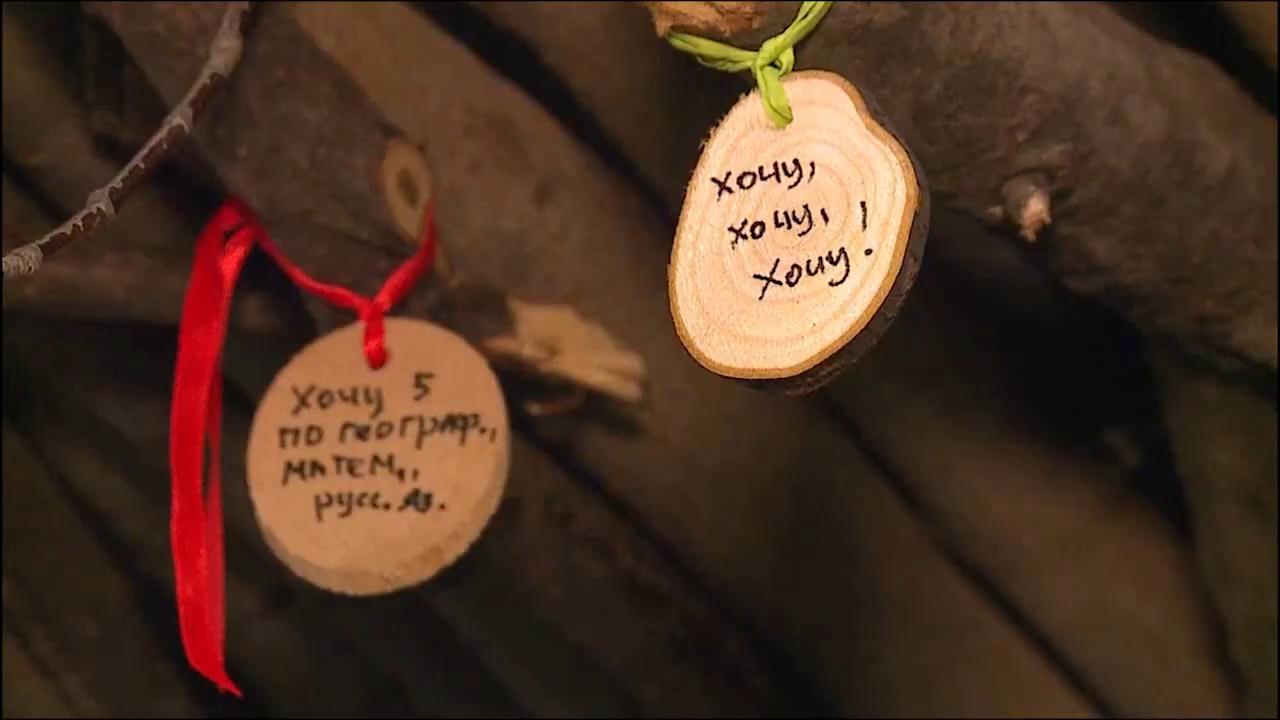 Хочу 5
по географ.,
матем.,
русс. яз.
хочу,
хочу,
Хочу!